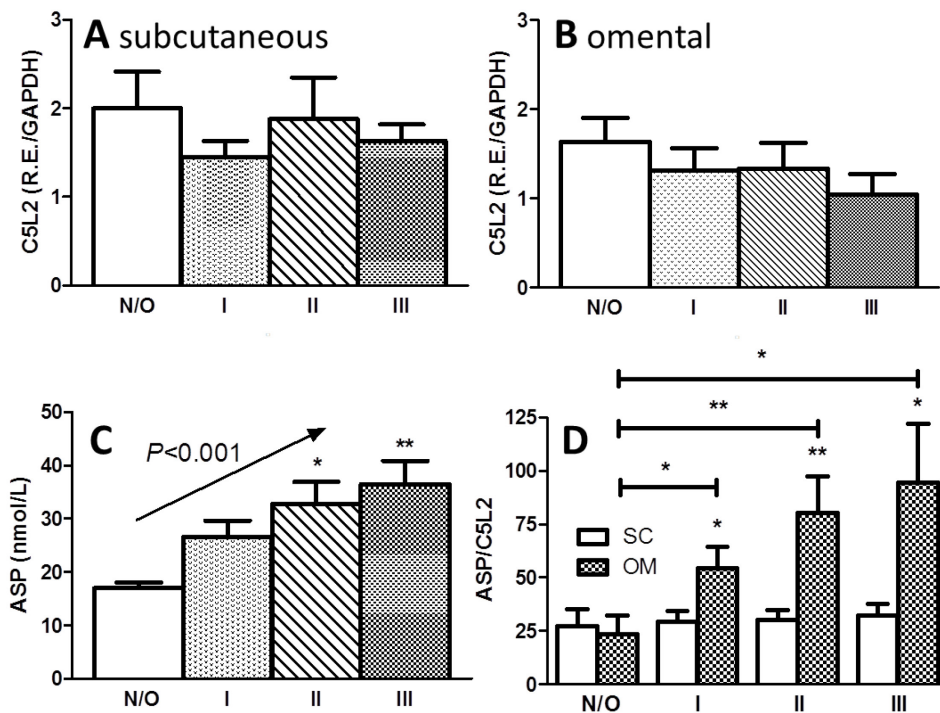 A subcutaneous
C5L2 (R.E./GAPDH)
3
2
1
0
N/O I II III
B omental
C5L2 (R.E./GAPDH)
3
2
1
0
N/O I II III
C
P<0.001
* **
ASP (nmol/L)
50
40
30
20
10
0
N/O I II III
D
*
**
*
* ** *
SC
OM
ASP/C5L2
125
100
75
50
25
0
N/O I II III